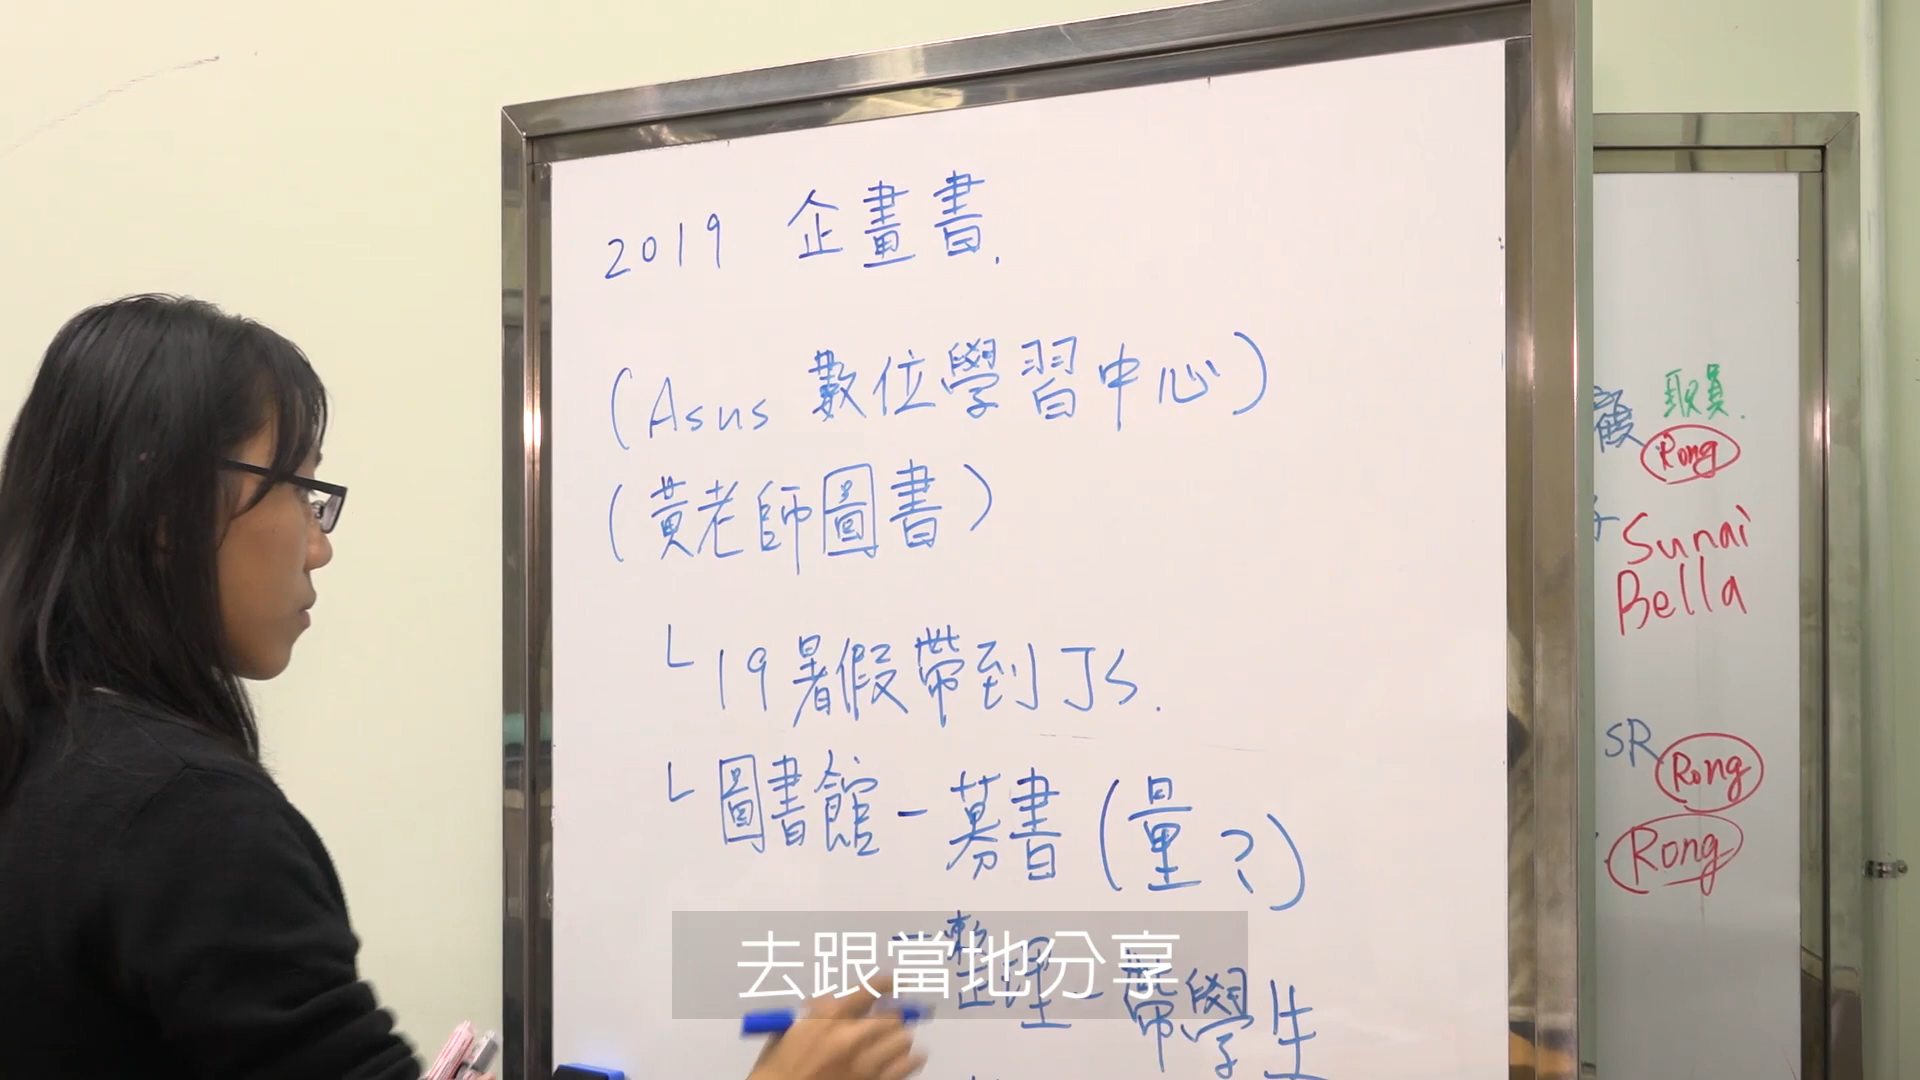 2019 企畫書.
(Asus 數位學習中心)
(黃老師圖書)
└ 19暑假帶到JS.
└ 圖書館 - 募書 (量?)
- 整理 - 帶學生
去跟當地分享
Rong
Sunai
Bella
SR Rong
Rong